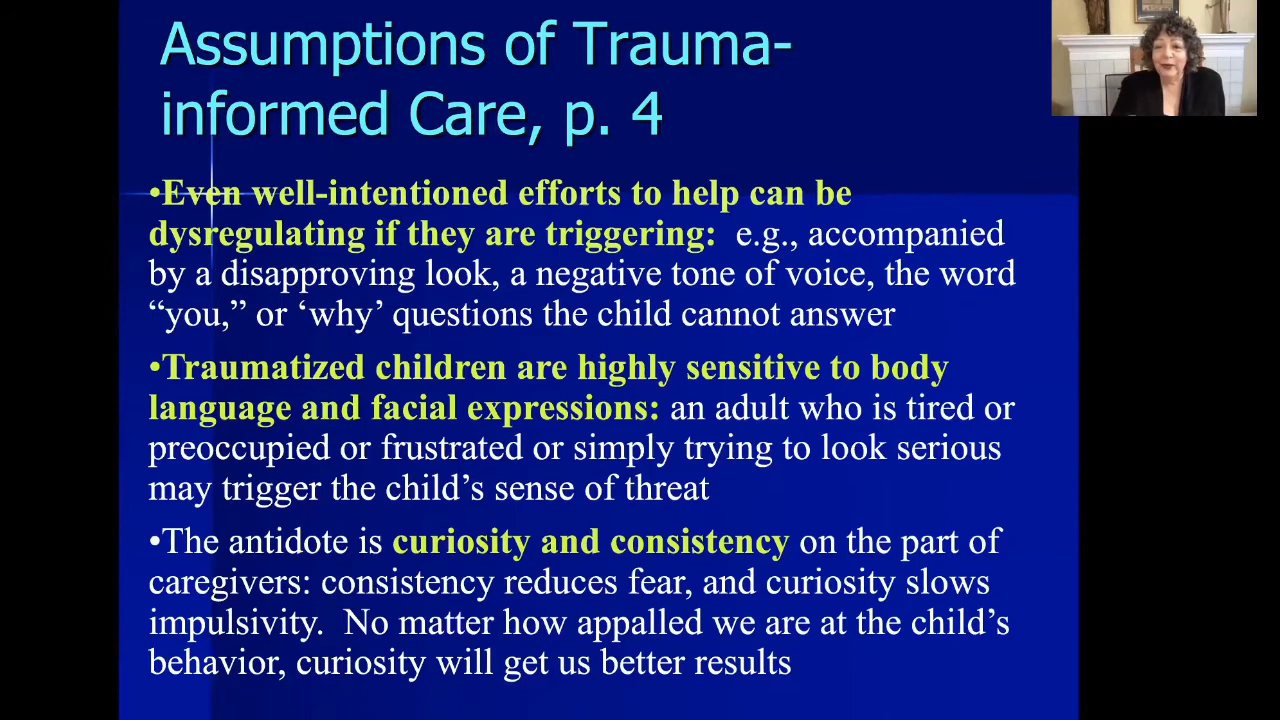 Assumptions of Trauma-
informed Care, p. 4
•Even well-intentioned efforts to help can be
dysregulating if they are triggering:  e.g., accompanied
by a disapproving look, a negative tone of voice, the word
“you,” or ‘why’ questions the child cannot answer
•Traumatized children are highly sensitive to body
language and facial expressions: an adult who is tired or
preoccupied or frustrated or simply trying to look serious
may trigger the child’s sense of threat
•The antidote is curiosity and consistency on the part of
caregivers: consistency reduces fear, and curiosity slows
impulsivity.  No matter how appalled we are at the child’s
behavior, curiosity will get us better results